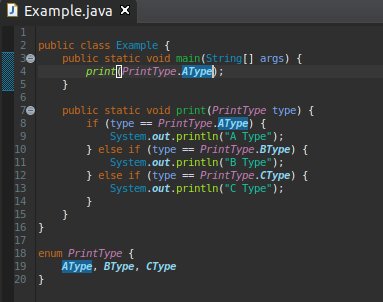 Example.java
1
2 public class Example {
3     public static void main(String[] args) {
4         print(PrintType.AType);
5     }
6
7     public static void print(PrintType type) {
8         if (type == PrintType.AType) {
9             System.out.println("A Type");
10         } else if (type == PrintType.BType) {
11             System.out.println("B Type");
12         } else if (type == PrintType.CType) {
13             System.out.println("C Type");
14         }
15     }
16 }
17
18 enum PrintType {
19     AType, BType, CType
20 }